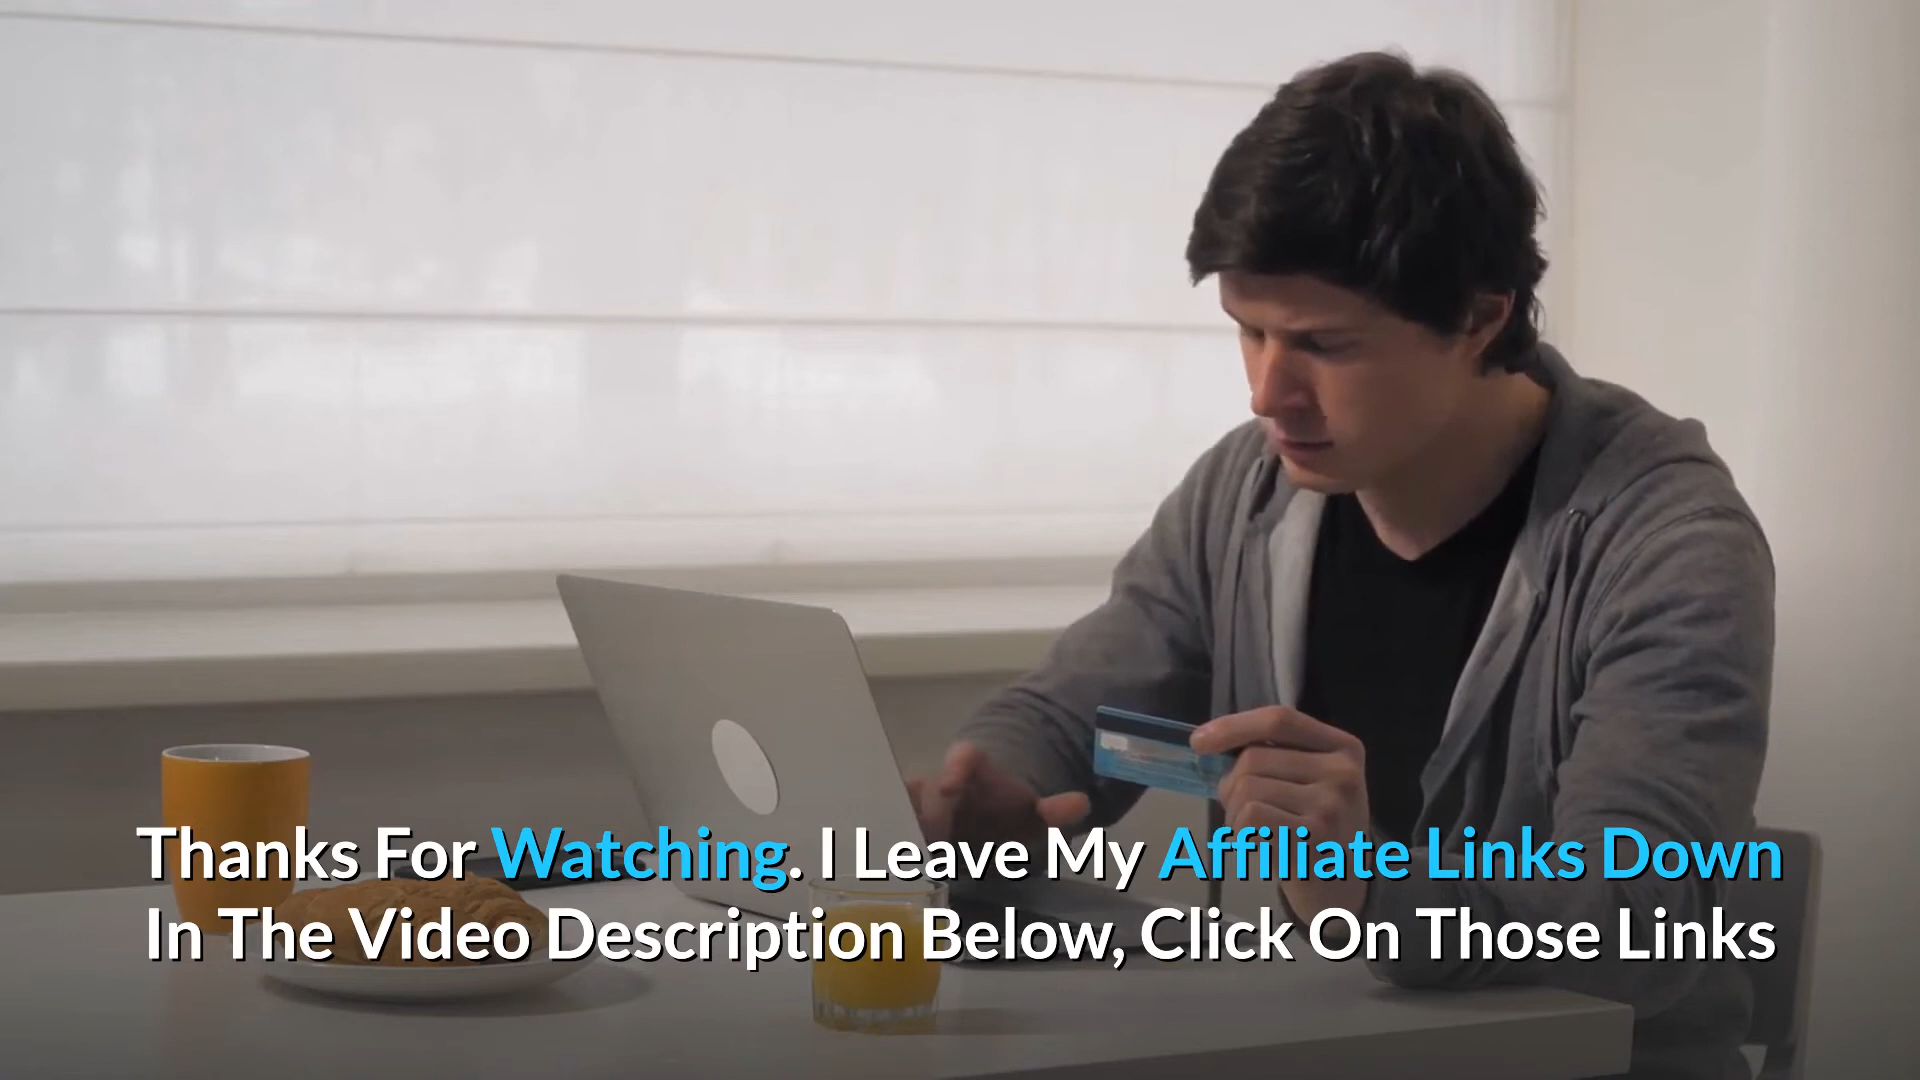 Thanks For Watching. I Leave My Affiliate Links Down
In The Video Description Below, Click On Those Links